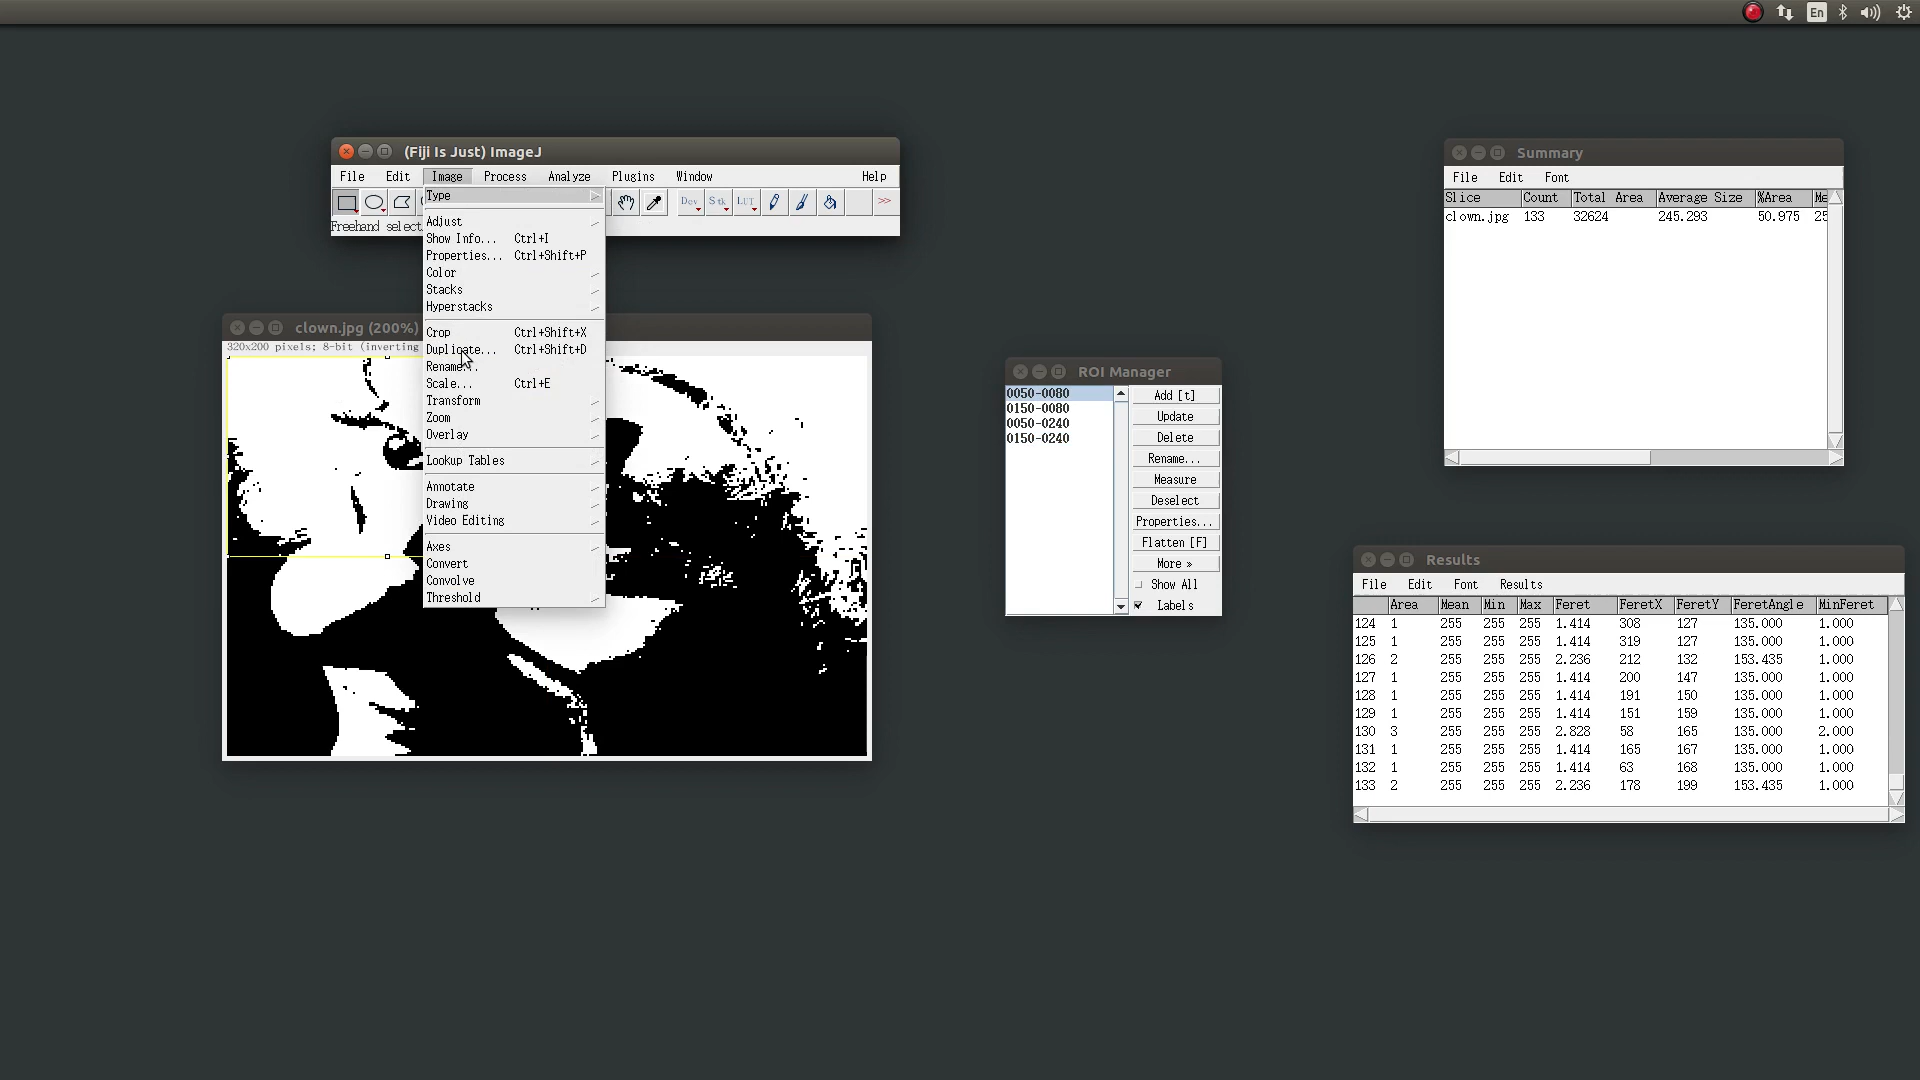 En
(Fiji Is Just) ImageJ
File Edit Image Process Analyze Plugins Window Help
Dev Stk LUT >>
Freehand select
Type
Adjust
Show Info... Ctrl+I
Properties... Ctrl+Shift+P
Color
Stacks
Hyperstacks
Crop Ctrl+Shift+X
Duplicate... Ctrl+Shift+D
Rename...
Scale... Ctrl+E
Transform
Zoom
Overlay
Lookup Tables
Annotate
Drawing
Video Editing
Axes
Convert
Convolve
Threshold
clown.jpg (200%)
320x200 pixels; 8-bit (inverting
ROI Manager
0050-0080
0150-0080
0050-0240
0150-0240
Add [t]
Update
Delete
Rename...
Measure
Deselect
Properties...
Flatten [F]
More »
Show All
Labels
Summary
File Edit Font
Slice Count Total Area Average Size %Area Me
clown.jpg 133 32624 245.293 50.975 25
Results
File Edit Font Results
Area Mean Min Max Feret FeretX FeretY FeretAngle MinFeret
124 1 255 255 255 1.414 308 127 135.000 1.000
125 1 255 255 255 1.414 319 127 135.000 1.000
126 2 255 255 255 2.236 212 132 153.435 1.000
127 1 255 255 255 1.414 200 147 135.000 1.000
128 1 255 255 255 1.414 191 150 135.000 1.000
129 1 255 255 255 1.414 151 159 135.000 1.000
130 3 255 255 255 2.828 58 165 135.000 2.000
131 1 255 255 255 1.414 165 167 135.000 1.000
132 1 255 255 255 1.414 63 168 135.000 1.000
133 2 255 255 255 2.236 178 199 153.435 1.000